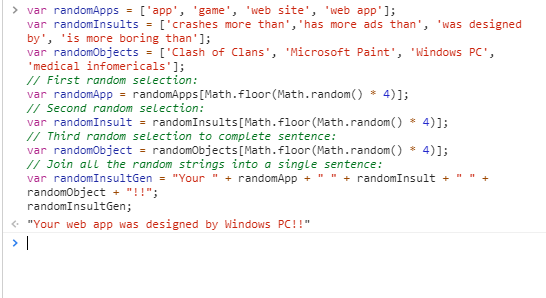 var randomApps = ['app', 'game', 'web site', 'web app'];
var randomInsults = ['crashes more than','has more ads than', 'was designed
by', 'is more boring than'];
var randomObjects = ['Clash of Clans', 'Microsoft Paint', 'Windows PC',
'medical infomericals'];
// First random selection:
var randomApp = randomApps[Math.floor(Math.random() * 4)];
// Second random selection:
var randomInsult = randomInsults[Math.floor(Math.random() * 4)];
// Third random selection to complete sentence:
var randomObject = randomObjects[Math.floor(Math.random() * 4)];
// Join all the random strings into a single sentence:
var randomInsultGen = "Your " + randomApp + " " + randomInsult + " " +
randomObject + "!!";
randomInsultGen;
"Your web app was designed by Windows PC!!"